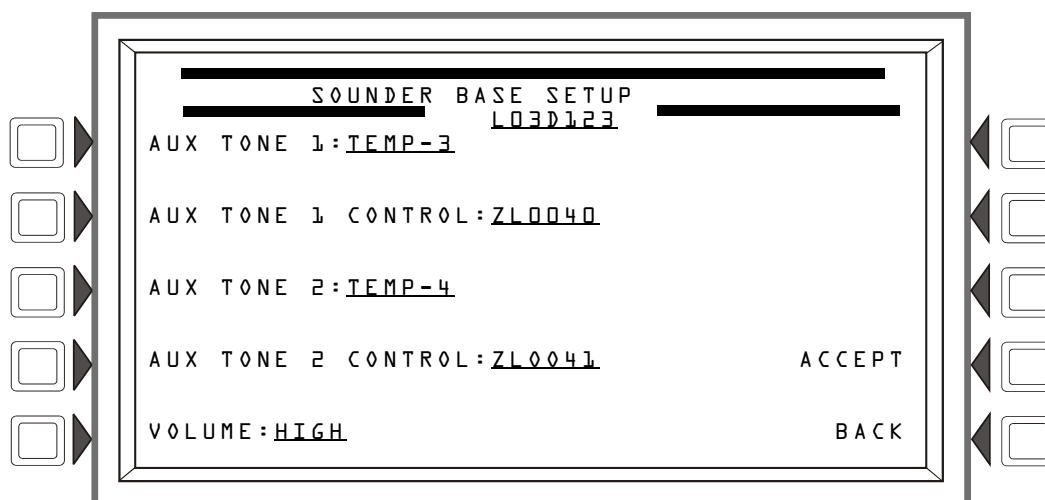 SOUNDER BASE SETUP
L03D123
AUX TONE 1:TEMP-3
AUX TONE 1 CONTROL:ZL0040
AUX TONE 2:TEMP-4
AUX TONE 2 CONTROL:ZL0041 ACCEPT
VOLUME:HIGH BACK